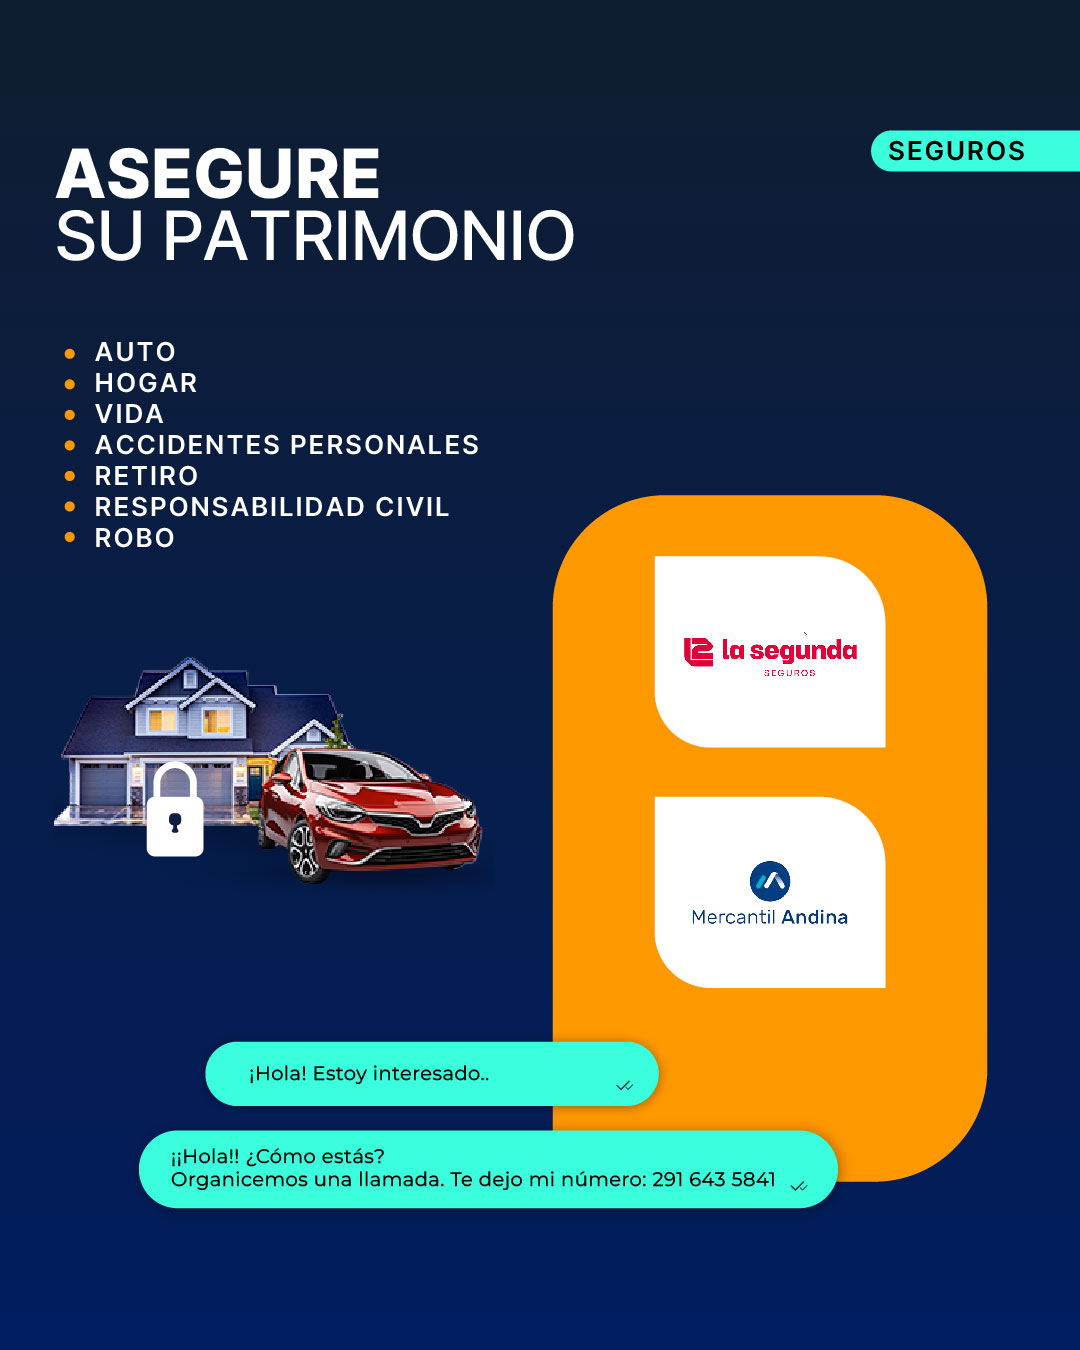 ASEGURE
SU PATRIMONIO
SEGUROS
AUTO
HOGAR
VIDA
ACCIDENTES PERSONALES
RETIRO
RESPONSABILIDAD CIVIL
ROBO
la segunda
SEGUROS
Mercantil Andina
¡Hola! Estoy interesado..
¡¡Hola!! ¿Cómo estás?
Organicemos una llamada. Te dejo mi número: 291 643 5841